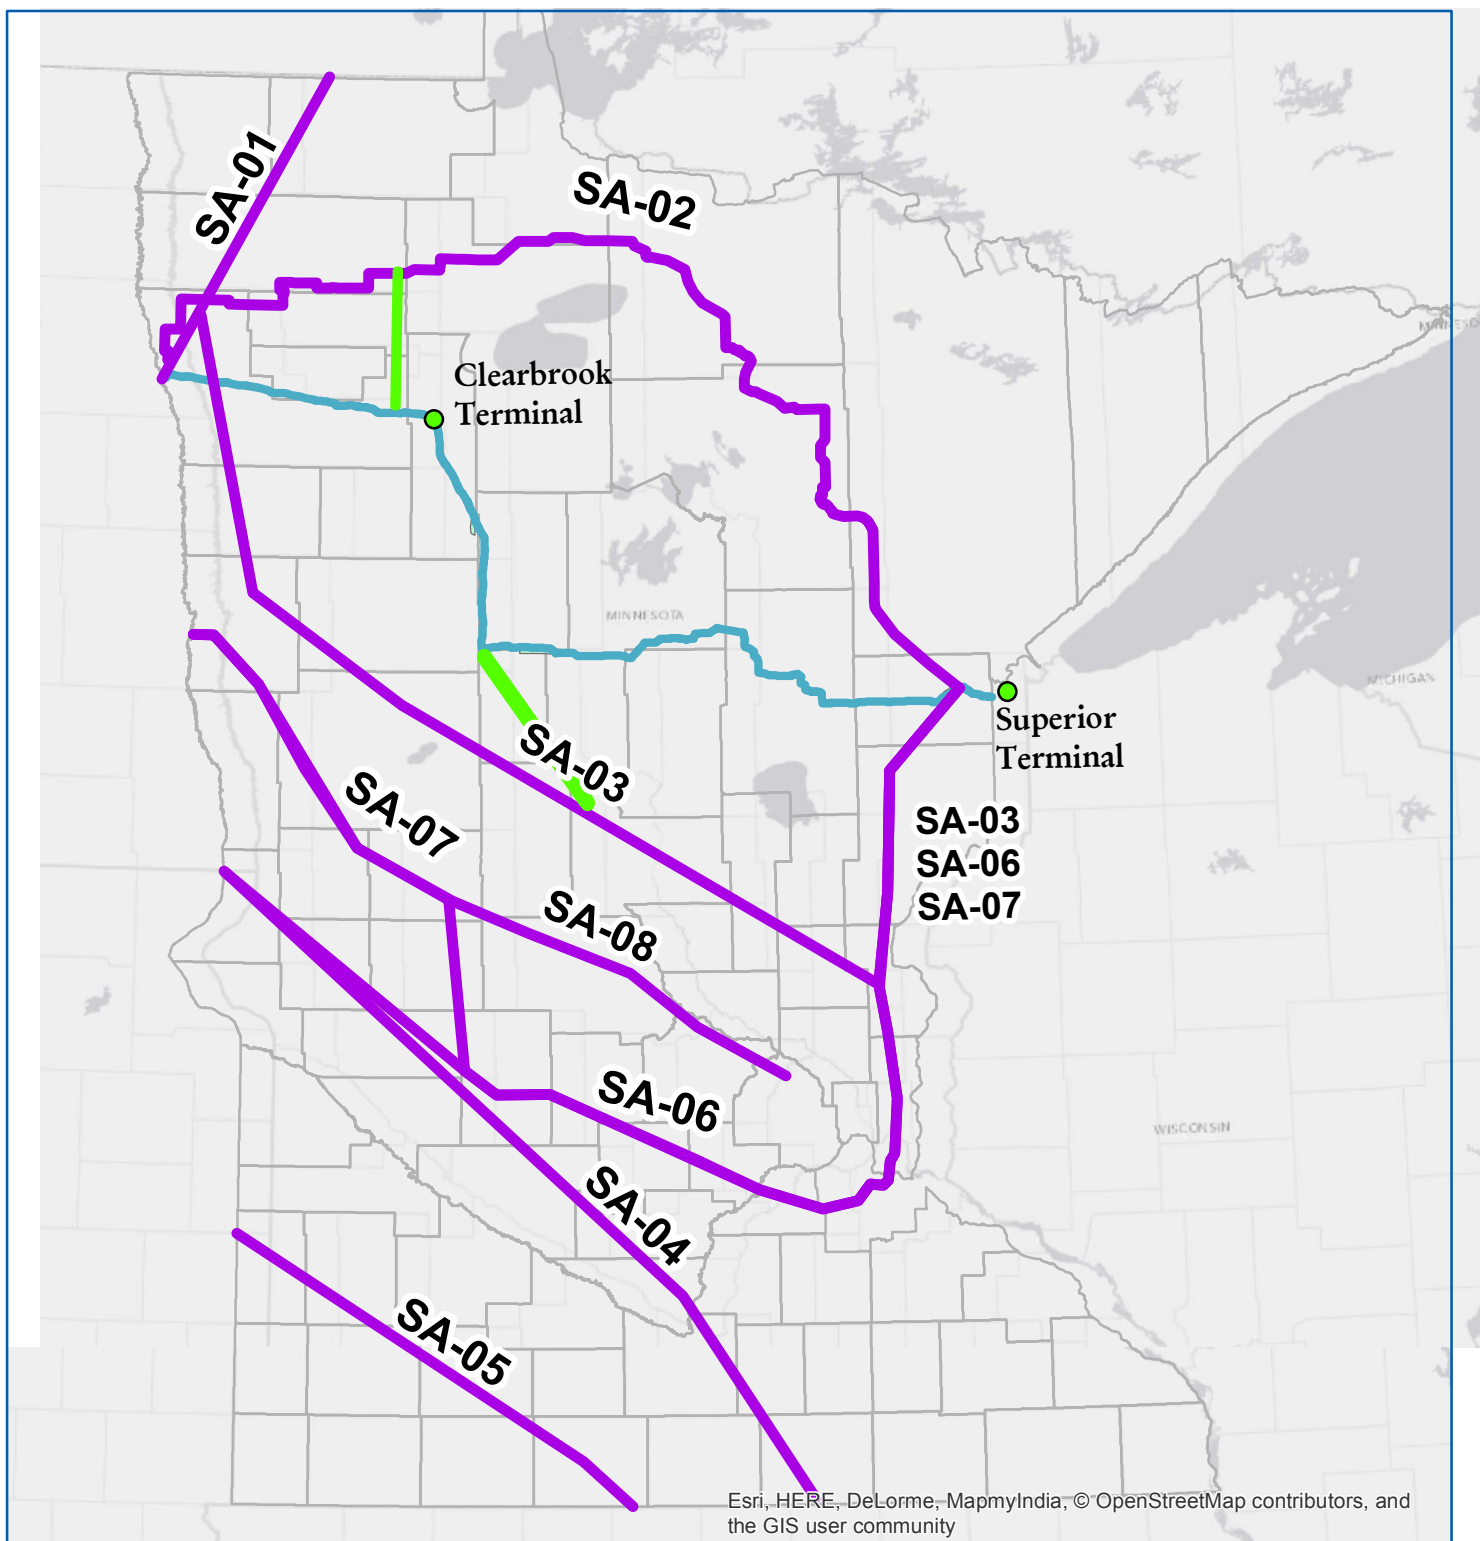 SA-01
SA-02
MINNESO
Clearbrook
Terminal
MINNESOTA
MICHIGAN
Superior
Terminal
SA-03
SA-07
SA-03
SA-06
SA-07
SA-08
SA-06
WISCONSIN
SA-04
SA-05
Esri, HERE, DeLorme, MapmyIndia, © OpenStreetMap contributors, and
the GIS user community